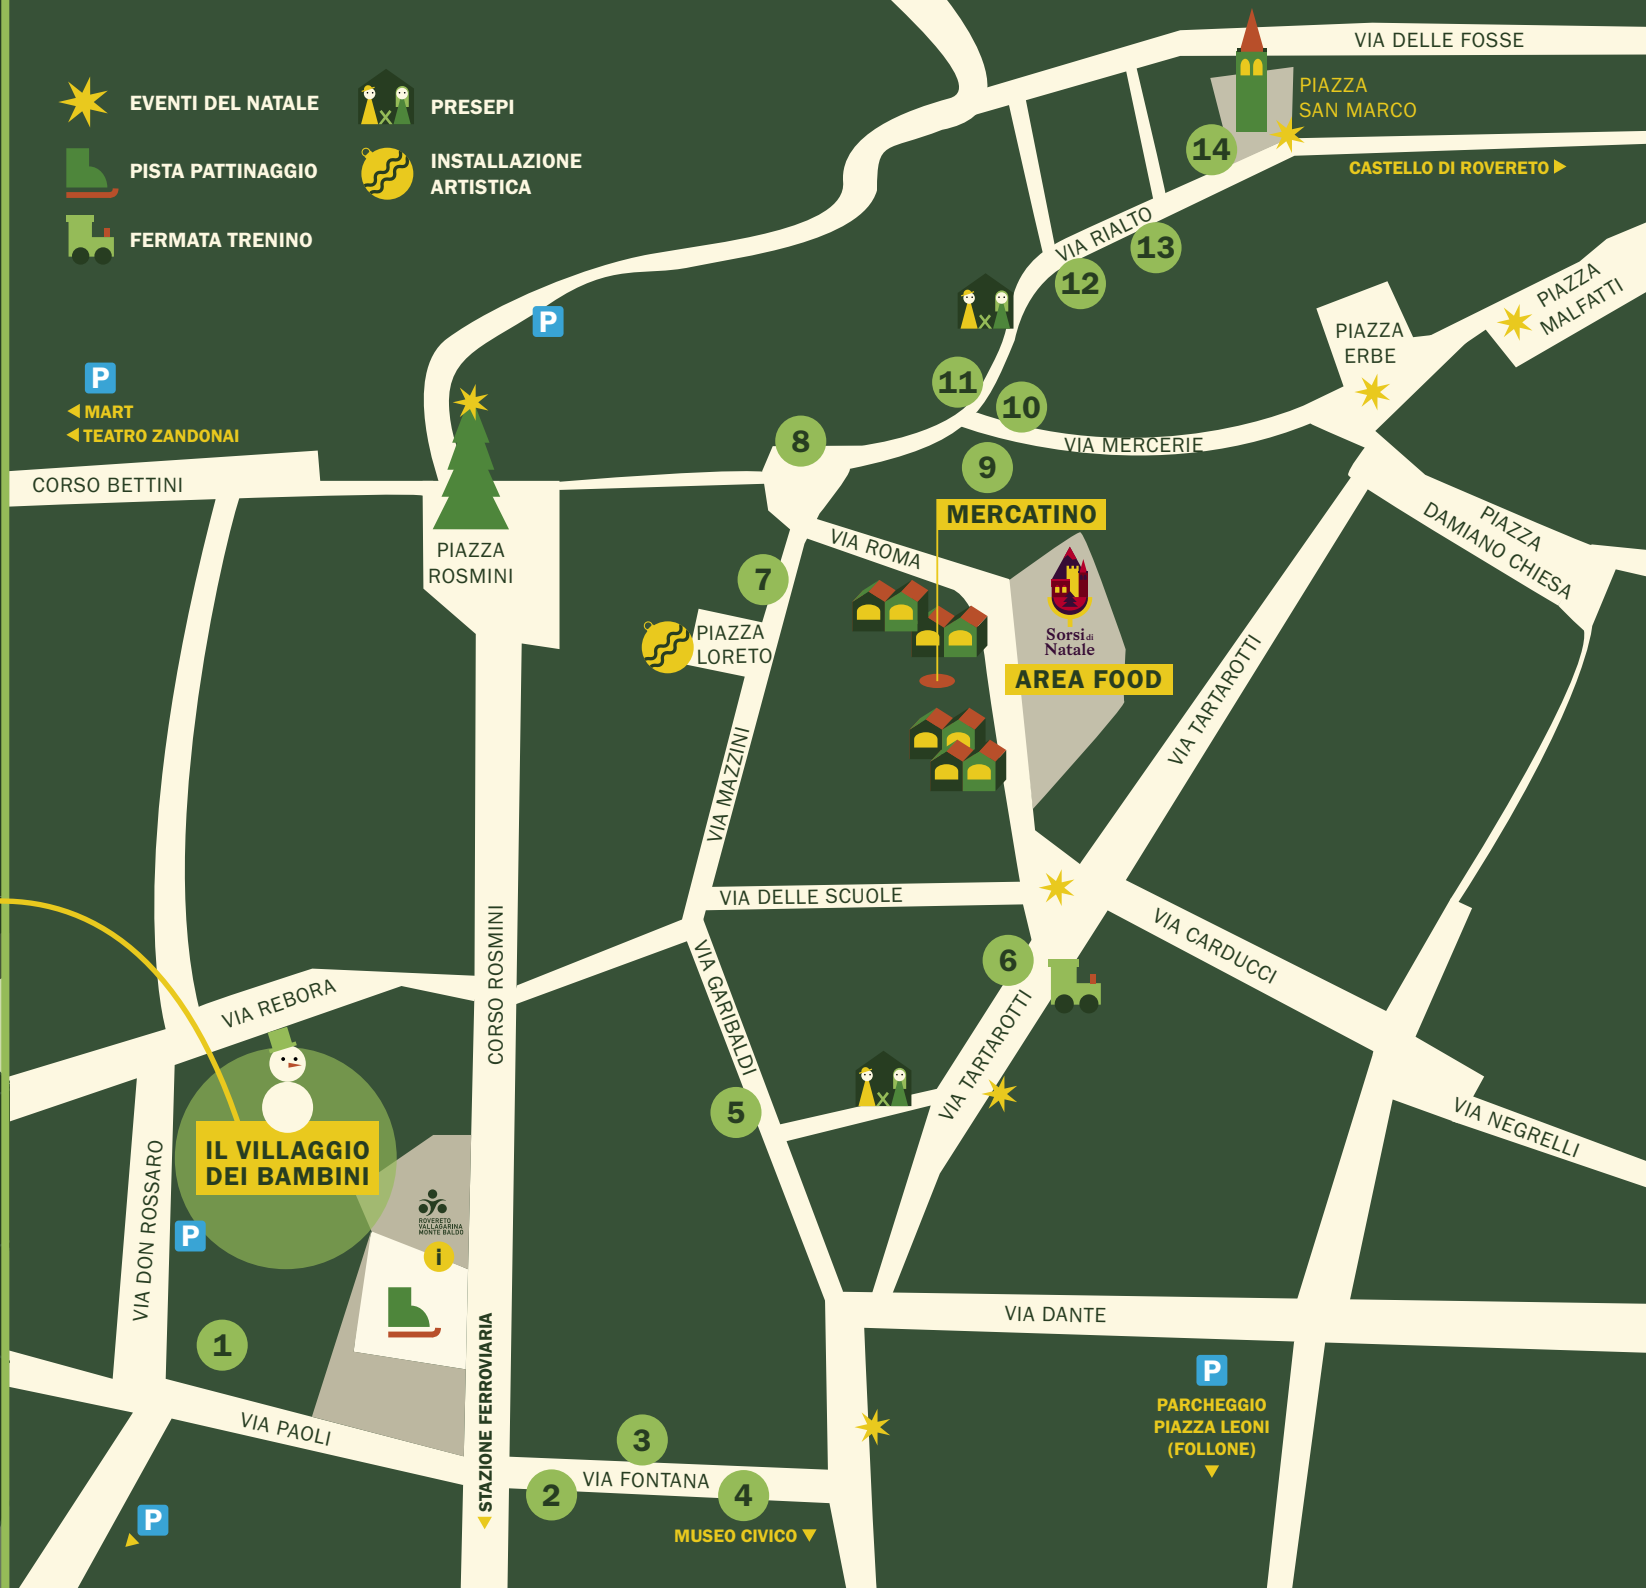 EVENTI DEL NATALE
PRESEPI
PISTA PATTINAGGIO
INSTALLAZIONE
ARTISTICA
FERMATA TRENINO
VIA DELLE FOSSE
PIAZZA
SAN MARCO
14
CASTELLO DI ROVERETO
VIA RIALTO
13
12
PIAZZA
MALFATTI
P
PIAZZA
ERBE
P
MART
TEATRO ZANDONAI
11
10
8
VIA MERCERIE
9
CORSO BETTINI
MERCATINO
PIAZZA
ROSMINI
VIA ROMA
PIAZZA
DAMIANO CHIESA
7
PIAZZA
LORETO
Sorsi di
Natale
AREA FOOD
VIA TARTAROTTI
VIA MAZZINI
VIA DELLE SCUOLE
CORSO ROSMINI
VIA GARIBALDI
6
VIA CARDUCCI
VIA REBORA
VIA TARTAROTTI
5
VIA NEGRELLI
IL VILLAGGIO
DEI BAMBINI
VIA DON ROSSARO
P
ROVERETO
VALLAGARINA
MONTE BALDO
i
1
VIA DANTE
STAZIONE FERROVIARIA
P
PARCHEGGIO
PIAZZA LEONI
(FOLLONE)
VIA PAOLI
3
VIA FONTANA
2
4
P
MUSEO CIVICO